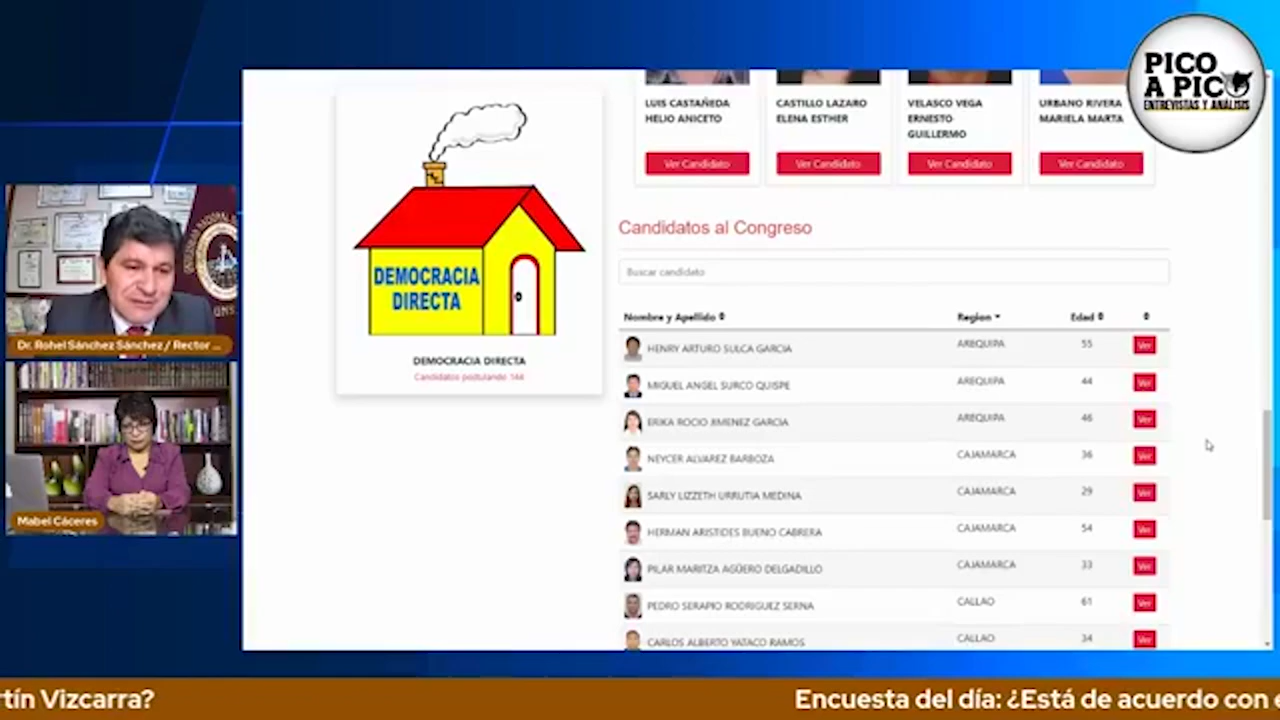 PICO
A PICO
ENTREVISTAS Y ANÁLISIS
LUIS CASTAÑEDA
HELIO ANICETO
CASTILLO LAZARO
ELENA ESTHER
VELASCO VEGA
ERNESTO
GUILLERMO
URBANO RIVERA
MARIELA MARTA
Ver Candidato
Ver Candidato
Ver Candidato
Ver Candidato
DEMOCRACIA
DIRECTA
DEMOCRACIA DIRECTA
Candidatos postulando 144
Candidatos al Congreso
Buscar candidato
Nombre y Apellido Region Edad
HENRY ARTURO SULCA GARCIA AREQUIPA 55 Ver
MIGUEL ANGEL SURCO QUISPE AREQUIPA 44 Ver
ERIKA ROCIO JIMENEZ GARCIA AREQUIPA 46 Ver
NEYCER ALVAREZ BARBOZA CAJAMARCA 36 Ver
SARLY LIZZETH URRUTIA MEDINA CAJAMARCA 29 Ver
HERMAN ARISTIDES BUENO CABRERA CAJAMARCA 54 Ver
PILAR MARITZA AGÜERO DELGADILLO CAJAMARCA 33 Ver
PEDRO SERAPIO RODRIGUEZ SERNA CALLAO 61 Ver
CARLOS ALBERTO YATACO RAMOS CALLAO 34 Ver
Dr. Rohel Sánchez Sánchez / Rector ...
Mabel Cáceres
rtín Vizcarra? Encuesta del día: ¿Está de acuerdo con e